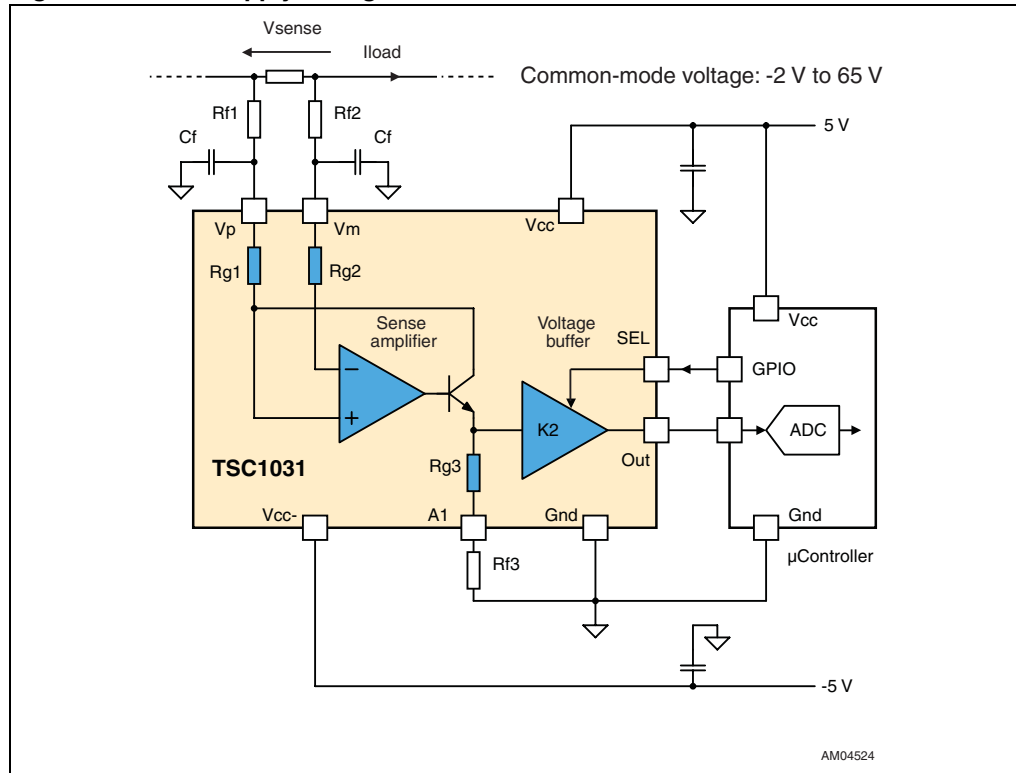 Vsense
Iload
Common-mode voltage: -2 V to 65 V
Rf1
Rf2
5 V
Cf
Cf
Vp
Vm
Vcc
Rg1
Rg2
Vcc
Sense
amplifier
Voltage
buffer
SEL
GPIO
−
+
K2
ADC
Rg3
Out
TSC1031
Vcc-
A1
Gnd
Gnd
Rf3
µController
-5 V
AM04524